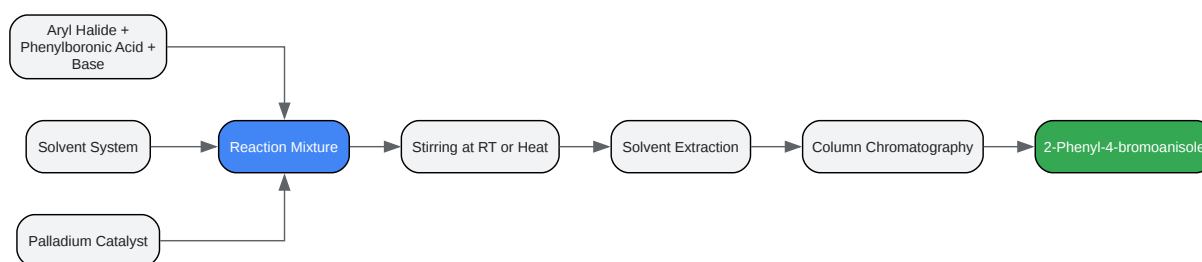 Aryl Halide +
Phenylboronic Acid +
Base
Solvent System
Reaction Mixture
Stirring at RT or Heat
Solvent Extraction
Column Chromatography
2-Phenyl-4-bromoanisole
Palladium Catalyst